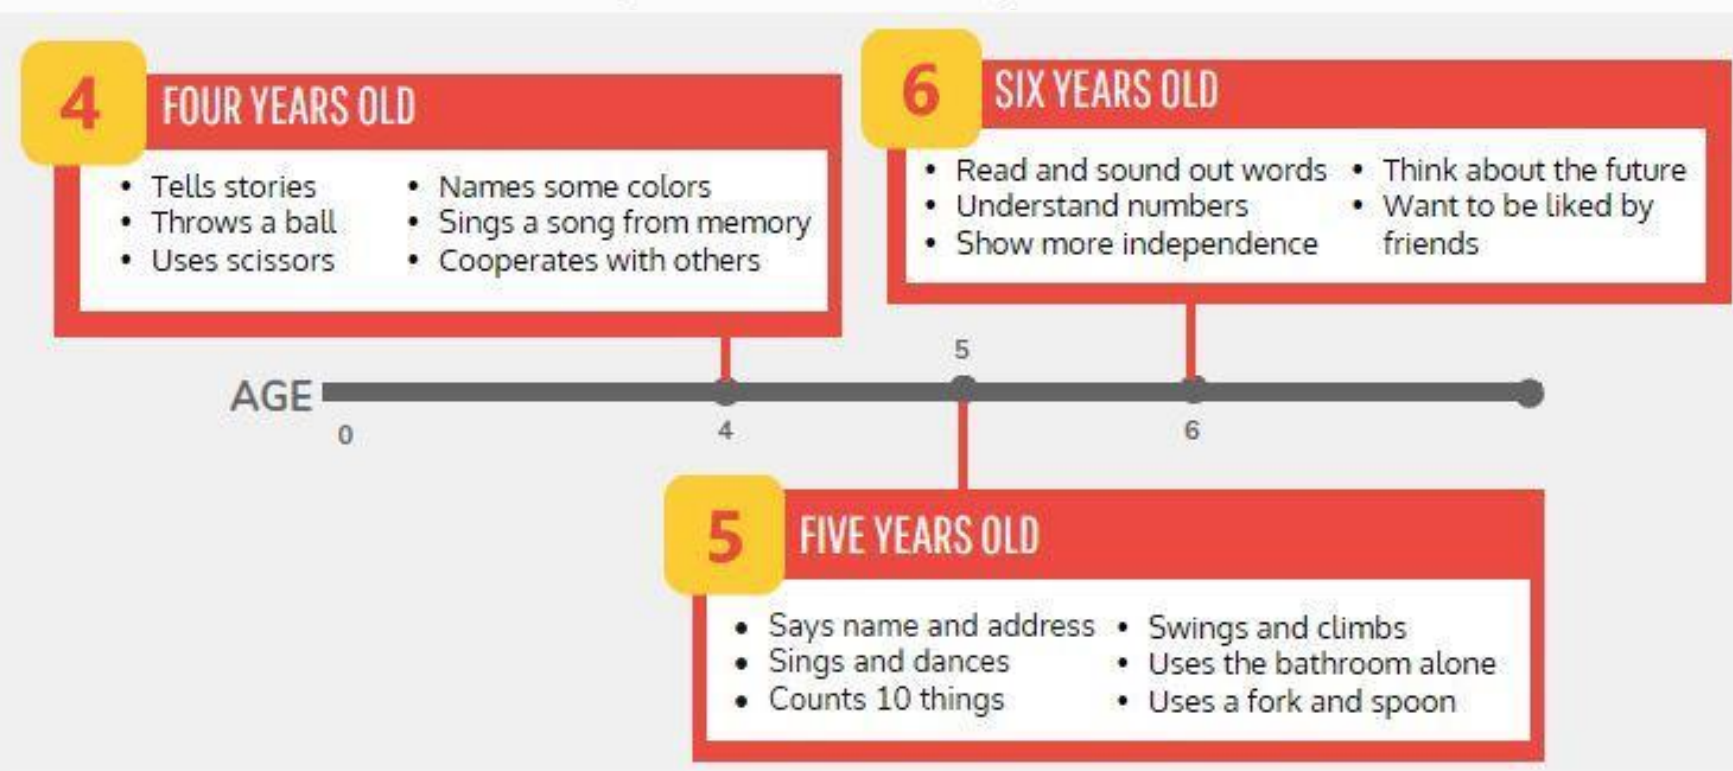 4
FOUR YEARS OLD
• Tells stories
• Throws a ball
• Uses scissors
• Names some colors
• Sings a song from memory
• Cooperates with others
6
SIX YEARS OLD
• Read and sound out words
• Understand numbers
• Show more independence
• Think about the future
• Want to be liked by
friends
AGE
0
4
5
6
5
FIVE YEARS OLD
• Says name and address
• Sings and dances
• Counts 10 things
• Swings and climbs
• Uses the bathroom alone
• Uses a fork and spoon